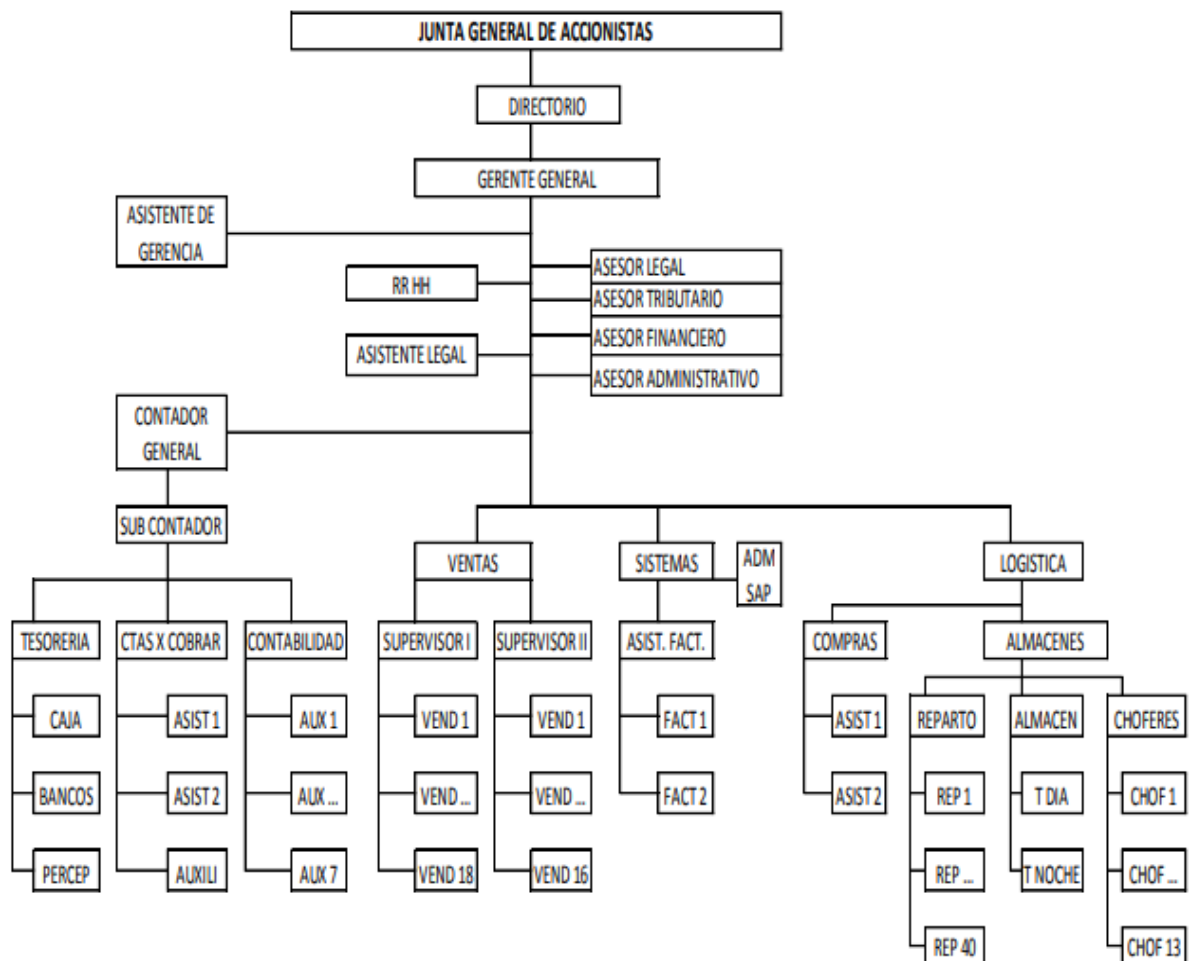 JUNTA GENERAL DE ACCIONISTAS
DIRECTORIO
GERENTE GENERAL
ASISTENTE DE
GERENCIA
ASESOR LEGAL
RR HH
ASESOR TRIBUTARIO
ASESOR FINANCIERO
ASISTENTE LEGAL
ASESOR ADMINISTRATIVO
CONTADOR
GENERAL
SUB CONTADOR
VENTAS
SISTEMAS
ADM
SAP
LOGISTICA
TESORERIA
CTAS X COBRAR
CONTABILIDAD
SUPERVISOR I
SUPERVISOR II
ASIST. FACT.
COMPRAS
ALMACENES
CAJA
ASIST 1
AUX 1
VEND 1
VEND 1
FACT 1
ASIST 1
REPARTO
ALMACEN
CHOFERES
BANCOS
ASIST 2
AUX ...
VEND ...
VEND ...
FACT 2
ASIST 2
REP 1
T DIA
CHOF 1
PERCEP
AUXILI
AUX 7
VEND 18
VEND 16
REP ...
T NOCHE
CHOF ...
REP 40
CHOF 13